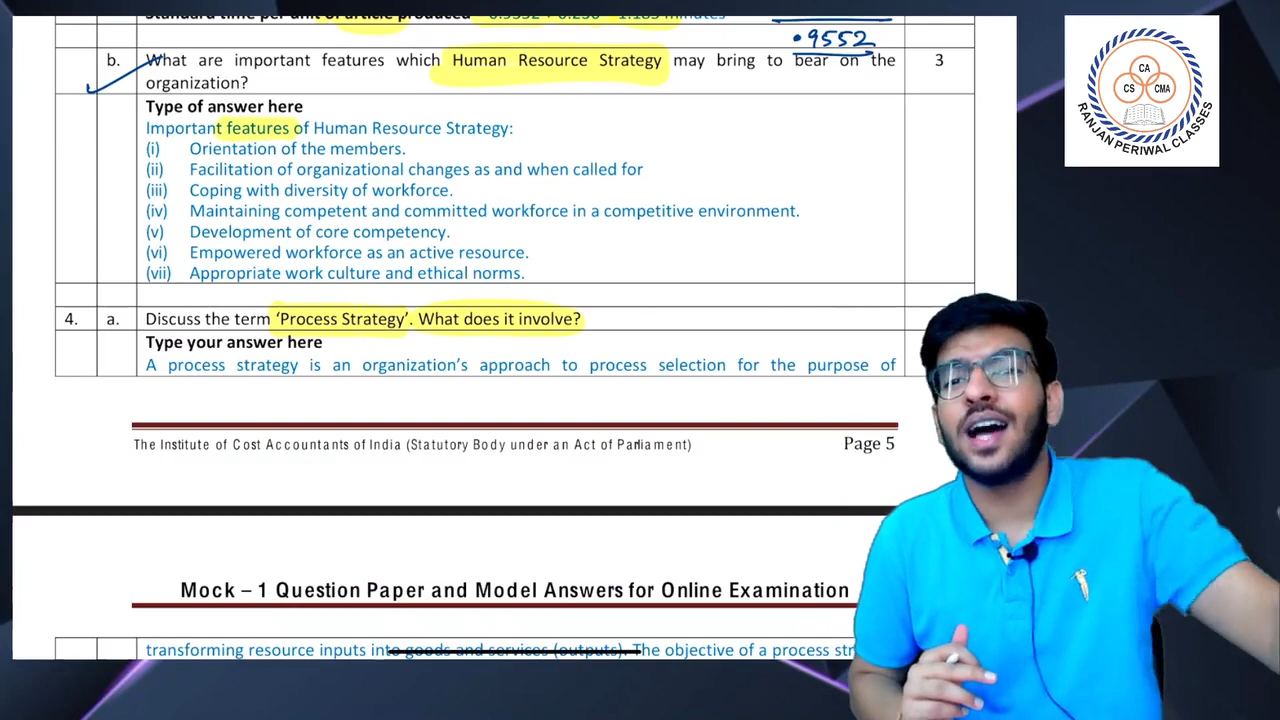 Standard time per unit of article produced
.9552
b. What are important features which Human Resource Strategy may bring to bear on the 3
organization?
Type of answer here
Important features of Human Resource Strategy:
(i) Orientation of the members.
(ii) Facilitation of organizational changes as and when called for
(iii) Coping with diversity of workforce.
(iv) Maintaining competent and committed workforce in a competitive environment.
(v) Development of core competency.
(vi) Empowered workforce as an active resource.
(vii) Appropriate work culture and ethical norms.
4. a. Discuss the term ‘Process Strategy’. What does it involve?
Type your answer here
A process strategy is an organization’s approach to process selection for the purpose of
The Institute of Cost Accountants of India (Statutory Body under an Act of Parliament) Page 5
Mock – 1 Question Paper and Model Answers for Online Examination
transforming resource inputs into goods and services (outputs). The objective of a process str
CA
CS
CMA
RANJAN PERIWAL CLASSES